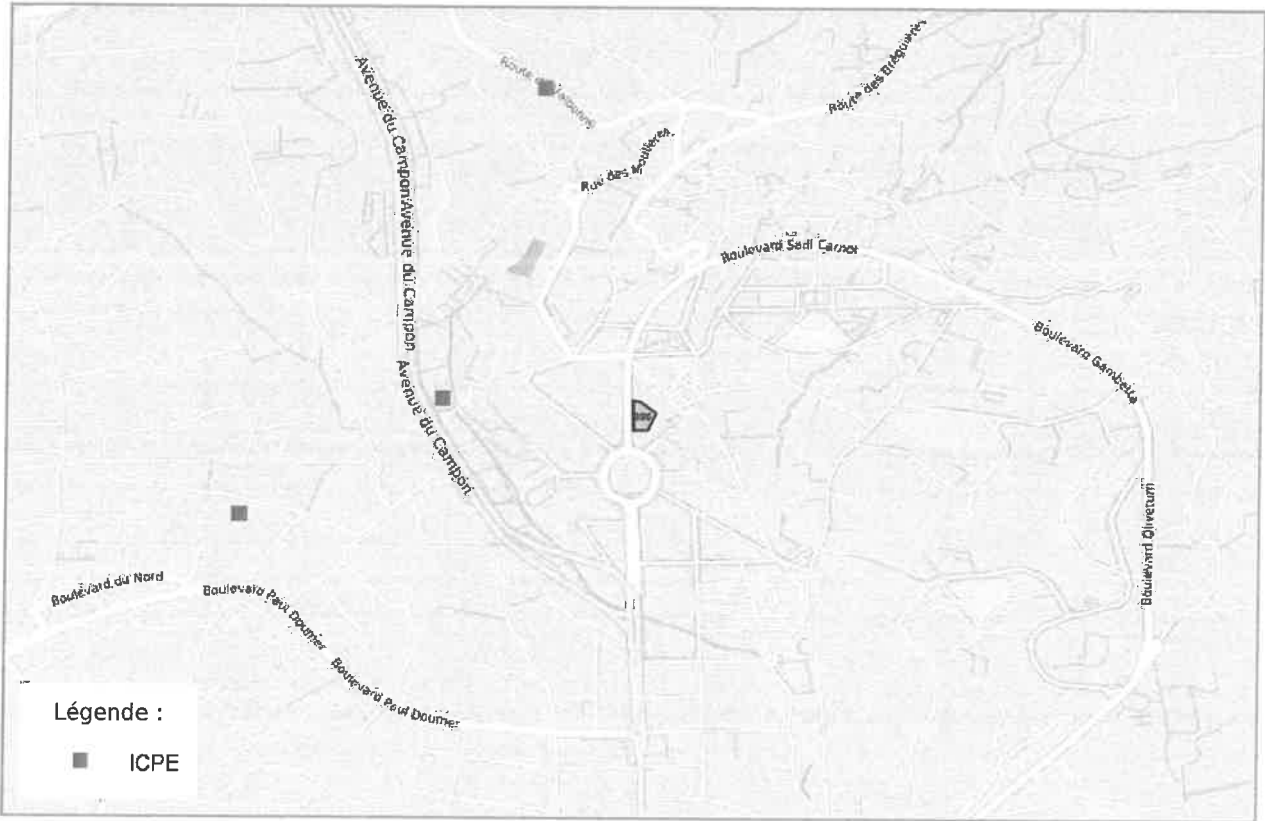 Avenue du Campon
Avenue du Campon
Avenue du Campon
Rue des Moulieres
Route des Bréguières
Boulevard Sadi Carnot
Boulevard Gambetta
Boulevard Olivetum
Boulevard du Nord
Boulevard Paul Doumer
Boulevard Paul Doumer
Légende :
ICPE